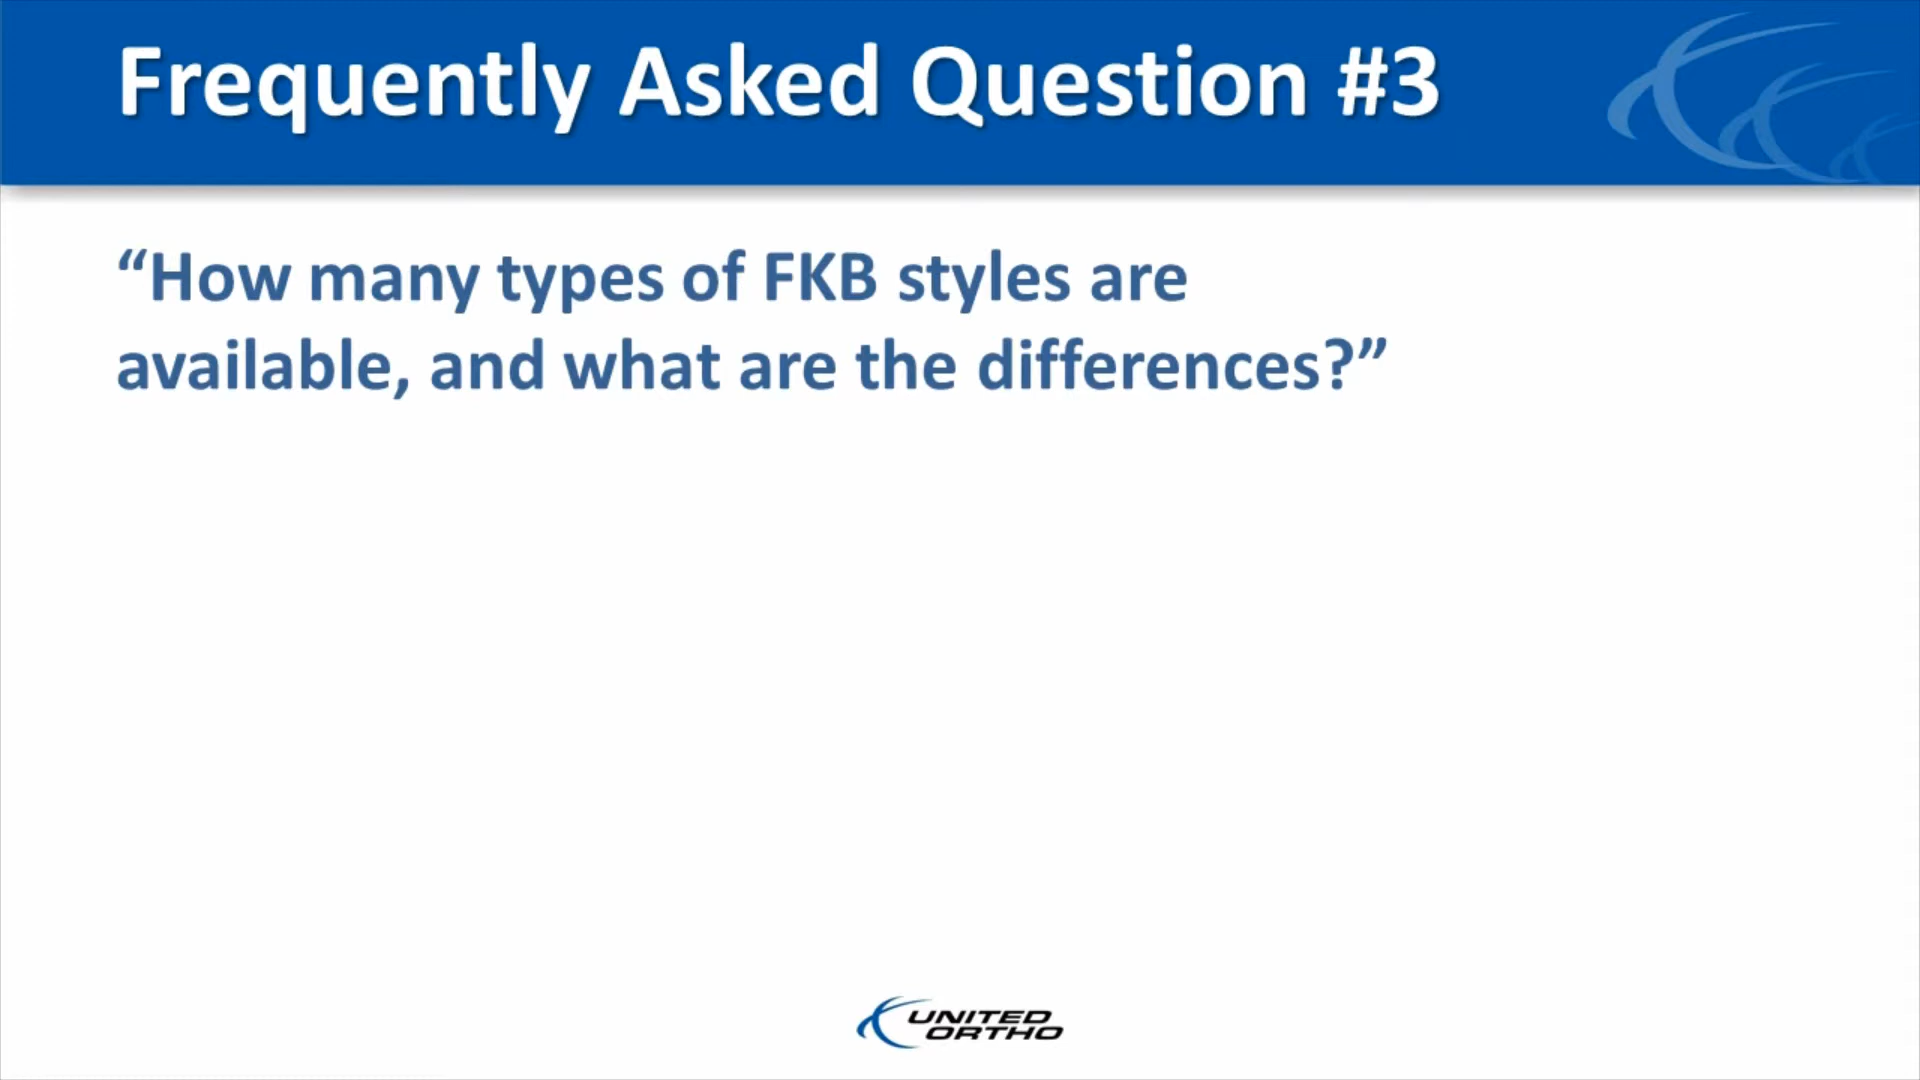 Frequently Asked Question #3
“How many types of FKB styles are
available, and what are the differences?”
UNITED
ORTHO